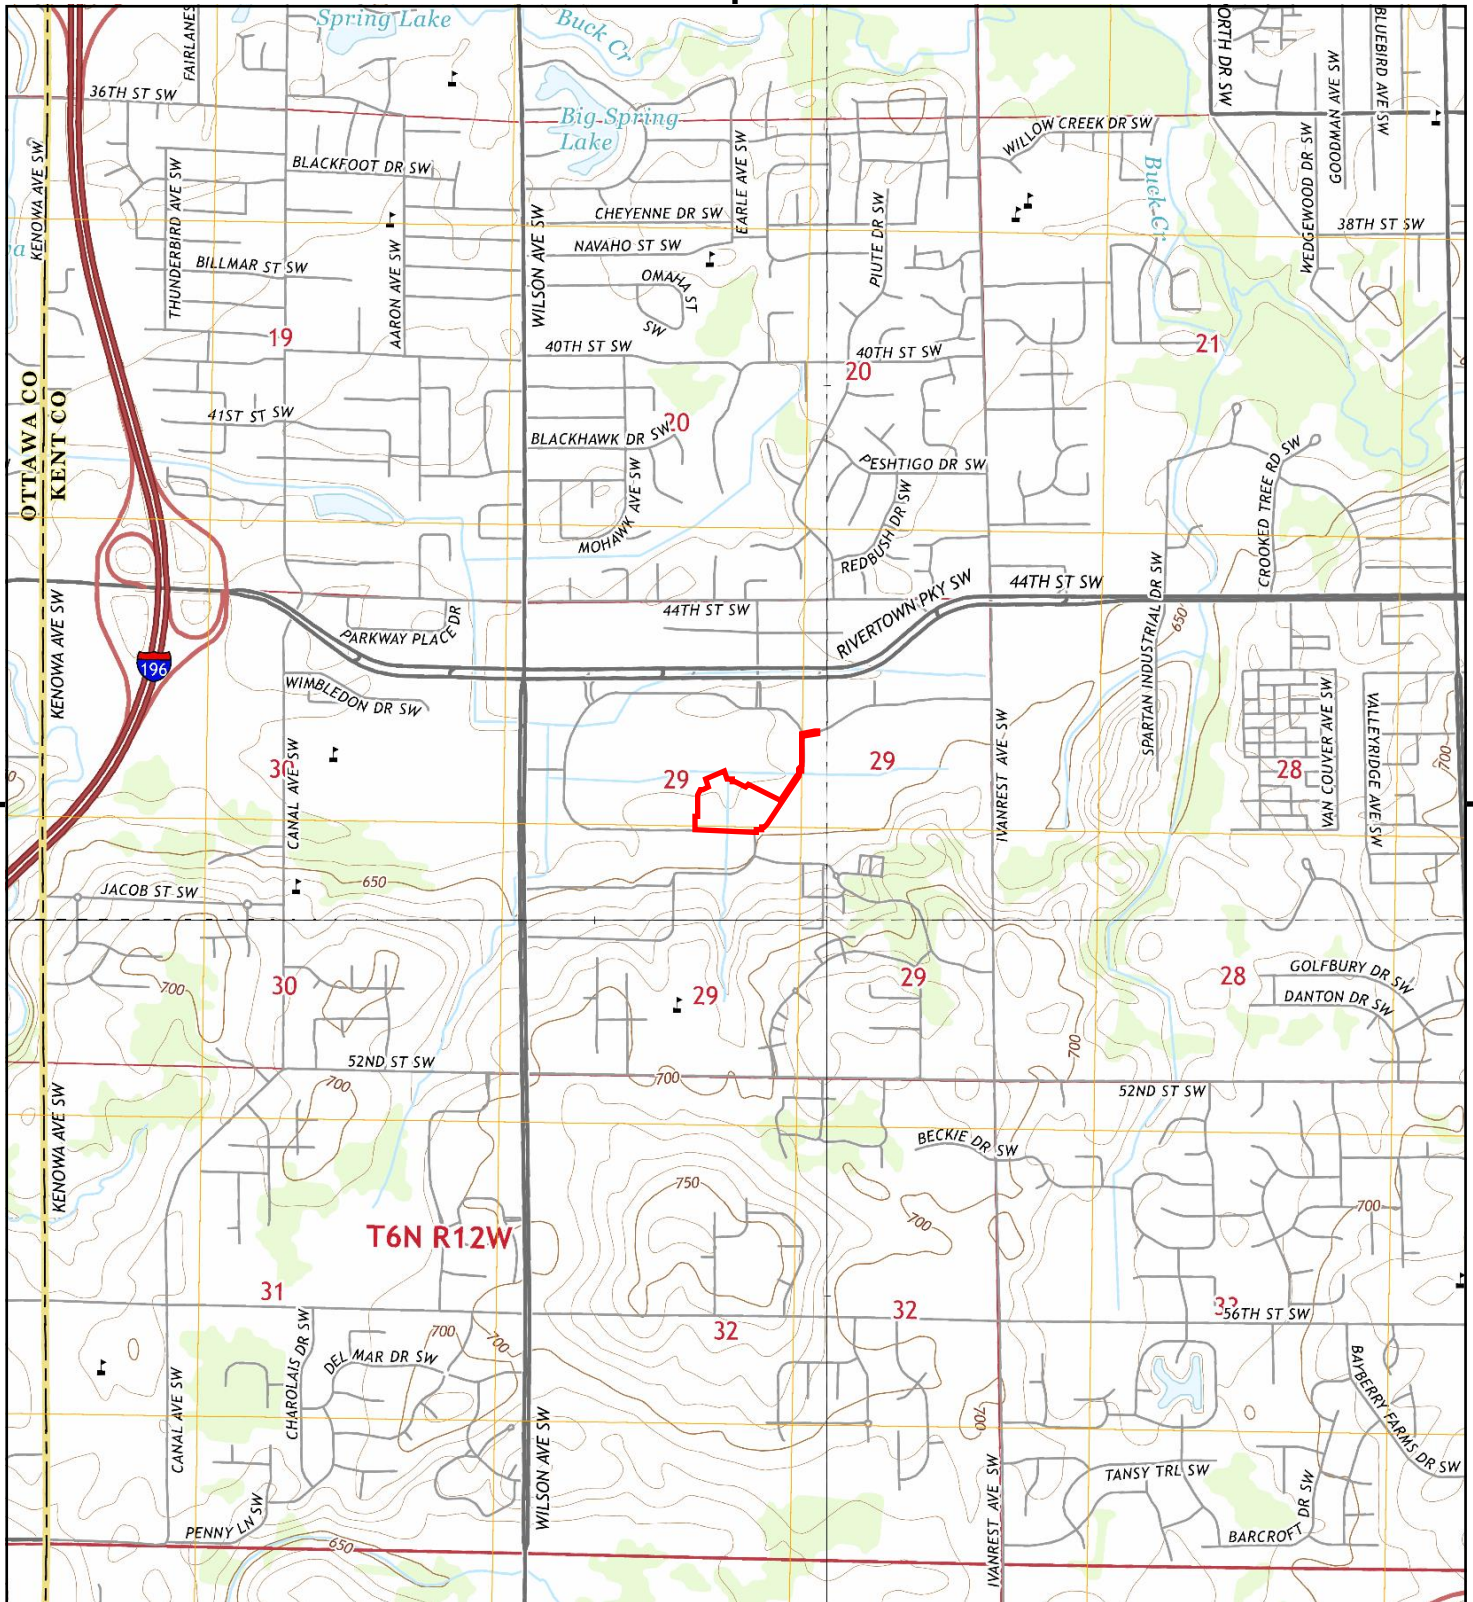 Spring Lake
Buck Cr
FAIRLANES
ORTH DR SW
BLUEBIRD AVE SW
GOODMAN AVE SW
36TH ST SW
Big Spring
Lake
WILLOW CREEK DR SW
KENOWA AVE SW
THUNDERBIRD AVE SW
BLACKFOOT DR SW
EARLE AVE SW
Buck Cr
WEDGEWOOD DR SW
CHEYENNE DR SW
PIUTE DR SW
38TH ST SW
WILSON AVE SW
NAVAHO ST SW
AARON AVE SW
BILLMAR ST SW
OMAHA ST
SW
19
40TH ST SW
40TH ST SW
20
21
OTTAWA CO
KENT CO
41ST ST SW
BLACKHAWK DR SW
20
PESHTIGO DR SW
CROOKED TREE RD SW
MOHAWK AVE SW
REDBUSH DR SW
44TH ST SW
SPARTAN INDUSTRIAL DR SW
650
KENOWA AVE SW
PARKWAY PLACE DR
44TH ST SW
RIVERTOWN PKY SW
196
WIMBLEDON DR SW
IVANREST AVE SW
VAN COUVER AVE SW
VALLEYRIDGE AVE SW
700
30
CANAL AVE SW
29
29
28
JACOB ST SW
650
700
30
29
29
28
GOLFBURY DR SW
DANTON DR SW
700
52ND ST SW
700
700
52ND ST SW
KENOWA AVE SW
BECKIE DR SW
750
700
700
T6N R12W
31
32
32
33
56TH ST SW
CHAROLAIS DR SW
DEL MAR DR SW
700
700
BAYBERRY FARMS DR SW
CANAL AVE SW
700
WILSON AVE SW
IVANREST AVE SW
TANSY TRL SW
PENNY LN SW
BARCROFT DR SW
650